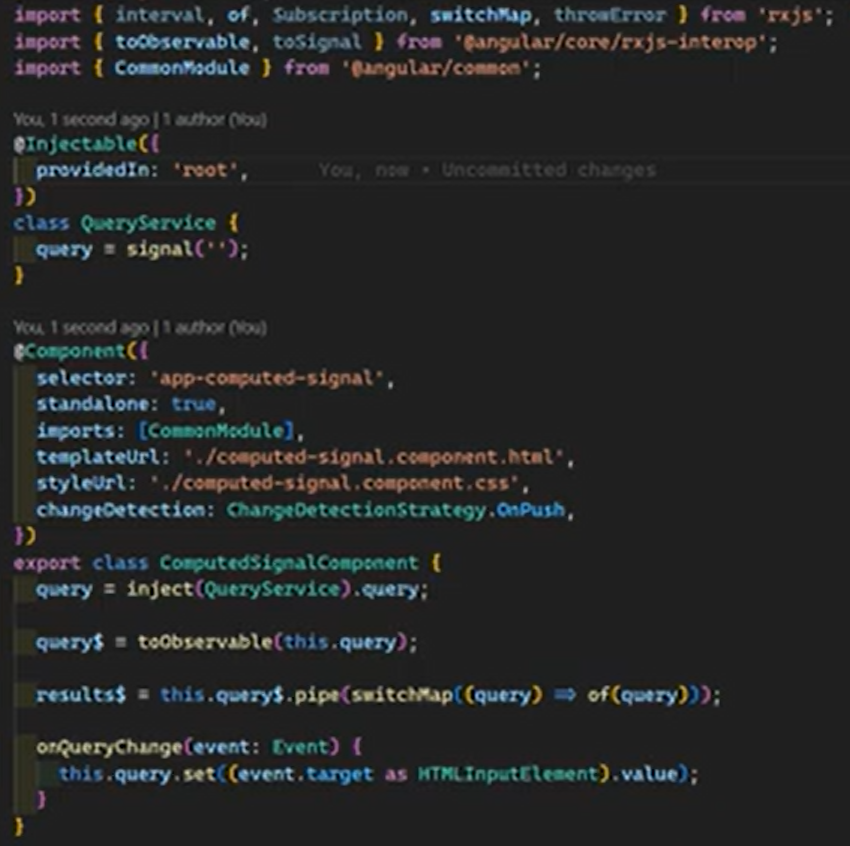 import { interval, of, Subscription, switchMap, throwError } from 'rxjs';
import { toObservable, toSignal } from '@angular/core/rxjs-interop';
import { CommonModule } from '@angular/common';
You, 1 second ago | 1 author (You)
@Injectable({
providedIn: 'root', You, now • Uncommitted changes
})
class QueryService {
query = signal('');
}
You, 1 second ago | 1 author (You)
@Component({
selector: 'app-computed-signal',
standalone: true,
imports: [CommonModule],
templateUrl: './computed-signal.component.html',
styleUrl: './computed-signal.component.css',
changeDetection: ChangeDetectionStrategy.OnPush,
})
export class ComputedSignalComponent {
query = inject(QueryService).query;
query$ = toObservable(this.query);
results$ = this.query$.pipe(switchMap((query) => of(query)));
onQueryChange(event: Event) {
this.query.set((event.target as HTMLInputElement).value);
}
}